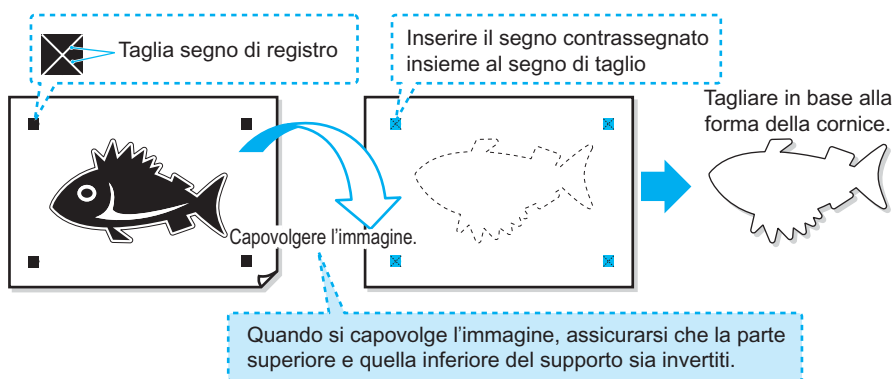 Taglia segno di registro
Inserire il segno contrassegnato
insieme al segno di taglio
Tagliare in base alla
forma della cornice.
Capovolgere l'immagine.
Quando si capovolge l'immagine, assicurarsi che la parte
superiore e quella inferiore del supporto sia invertiti.